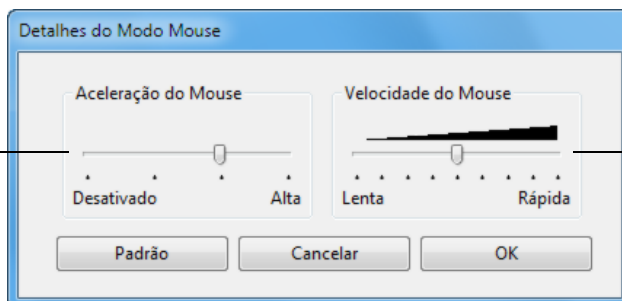 Detalhes do Modo Mouse
Aceleração do Mouse
Velocidade do Mouse
Desativado
Alta
Lenta
Rápida
Padrão
Cancelar
OK